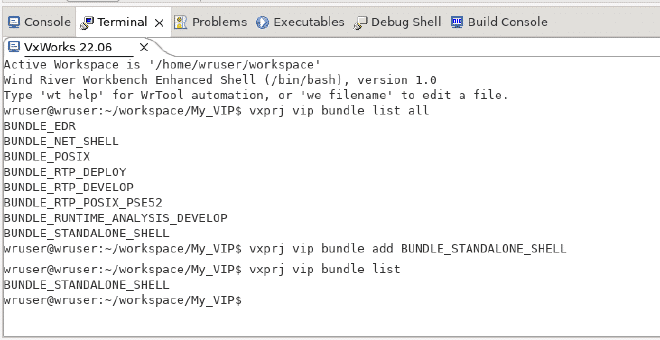 Console Terminal Problems Executables Debug Shell Build Console
VxWorks 22.06
Active Workspace is '/home/wruser/workspace'
Wind River Workbench Enhanced Shell (/bin/bash), version 1.0
Type 'wt help' for WrTool automation, or 'we filename' to edit a file.
wruser@wruser:~/workspace/My_VIP$ vxprj vip bundle list all
BUNDLE_EDR
BUNDLE_NET_SHELL
BUNDLE_POSIX
BUNDLE_RTP_DEPLOY
BUNDLE_RTP_DEVELOP
BUNDLE_RTP_POSIX_PSE52
BUNDLE_RUNTIME_ANALYSIS_DEVELOP
BUNDLE_STANDALONE_SHELL
wruser@wruser:~/workspace/My_VIP$ vxprj vip bundle add BUNDLE_STANDALONE_SHELL
wruser@wruser:~/workspace/My_VIP$ vxprj vip bundle list
BUNDLE_STANDALONE_SHELL
wruser@wruser:~/workspace/My_VIP$